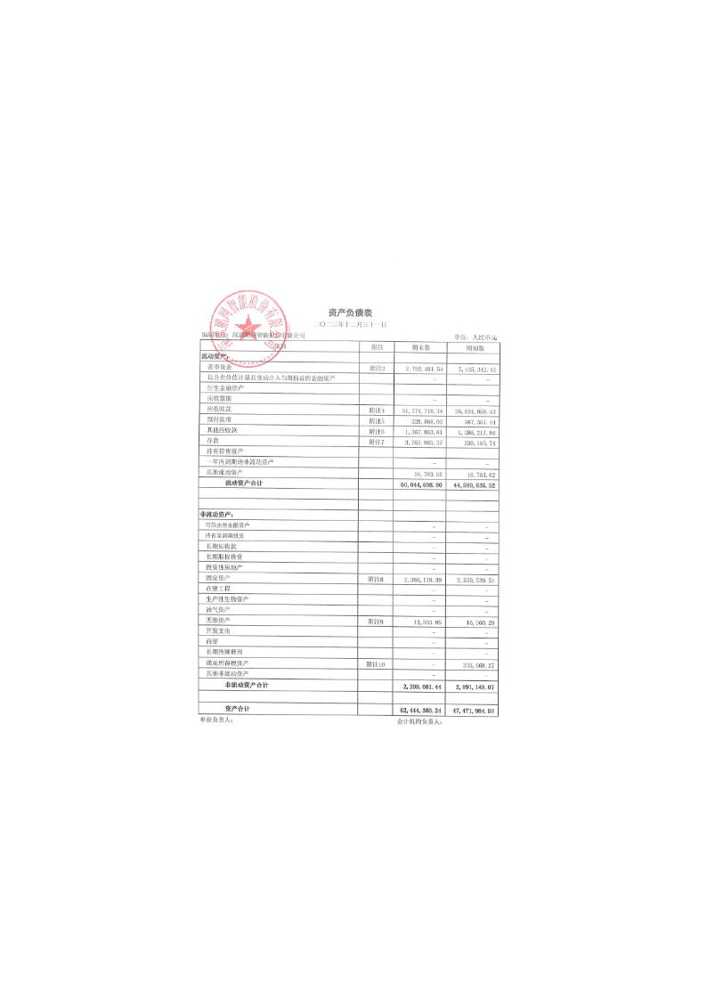 资产负债表
二〇二二年十二月三十一日
编制单位：深圳鹏网智能股份有限公司 单位：人民币元
项目 附注 期末数 期初数
流动资产：
货币资金 附注3 2,792,481.54 5,435,342.43
以公允价值计量且变动计入当期损益的金融资产 - -
衍生金融资产
应收票据 - -
应收账款 附注4 51,774,718.34 36,824,958.43
预付款项 附注5 328,866.02 787,367.44
其他应收款 附注6 1,367,863.91 1,286,217.86
存货 附注7 3,763,985.37 230,165.74
持有待售资产
一年内到期的非流动资产 - -
其他流动资产 16,783.62 16,783.62
流动资产合计 60,044,698.80 44,580,835.52
非流动资产：
可供出售金融资产 - -
持有至到期投资 - -
长期应收款 - -
长期股权投资 - -
投资性房地产 - -
固定资产 附注8 2,386,178.39 2,539,520.51
在建工程 - -
生产性生物资产 - -
油气资产 - -
无形资产 附注9 13,503.05 16,560.29
开发支出 - -
商誉 - -
长期待摊费用 - -
递延所得税资产 附注10 - 335,068.27
其他非流动资产 - -
非流动资产合计 2,399,681.44 2,891,149.07
资产合计 62,444,380.24 47,471,984.59
单位负责人： 会计机构负责人：